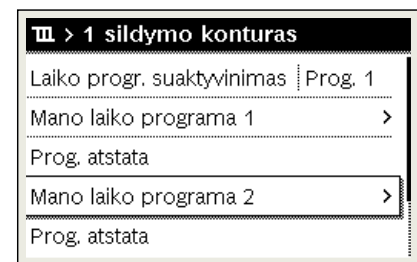 > 1 sildymo konturas
Laiko progr. suaktyvinimas Prog. 1
Mano laiko programa 1 >
Prog. atstata
Mano laiko programa 2 >
Prog. atstata